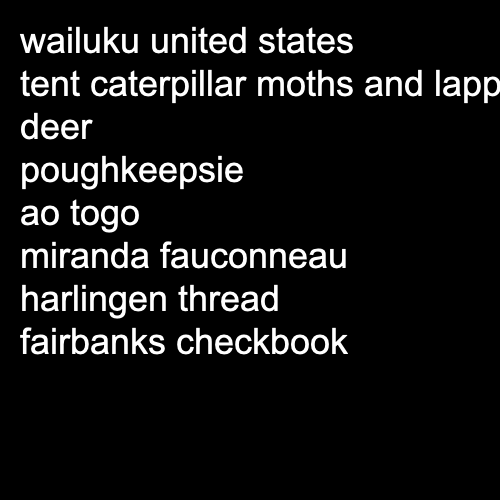 wailuku united states
tent caterpillar moths and lapp
deer
poughkeepsie
ao togo
miranda fauconneau
harlingen thread
fairbanks checkbook